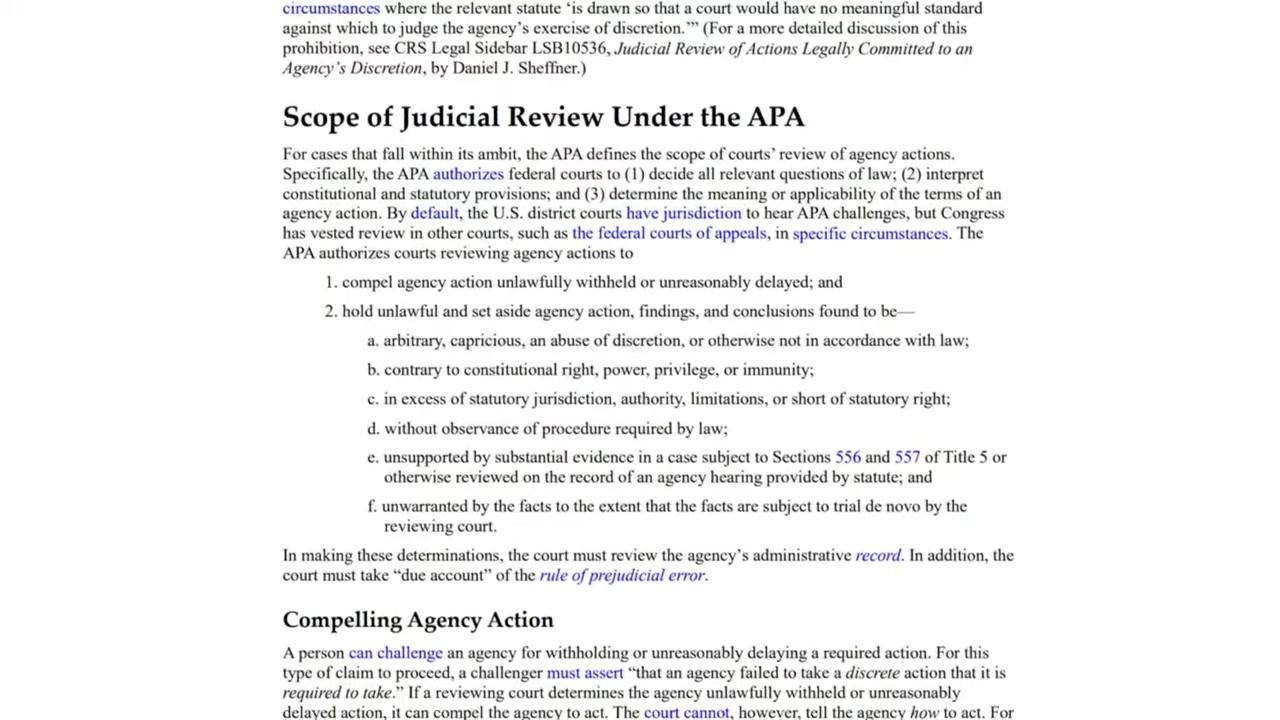 circumstances where the relevant statute ‘is drawn so that a court would have no meaningful standard
against which to judge the agency’s exercise of discretion.’” (For a more detailed discussion of this
prohibition, see CRS Legal Sidebar LSB10536, Judicial Review of Actions Legally Committed to an
Agency’s Discretion, by Daniel J. Sheffner.)
Scope of Judicial Review Under the APA
For cases that fall within its ambit, the APA defines the scope of courts’ review of agency actions.
Specifically, the APA authorizes federal courts to (1) decide all relevant questions of law; (2) interpret
constitutional and statutory provisions; and (3) determine the meaning or applicability of the terms of an
agency action. By default, the U.S. district courts have jurisdiction to hear APA challenges, but Congress
has vested review in other courts, such as the federal courts of appeals, in specific circumstances. The
APA authorizes courts reviewing agency actions to
1. compel agency action unlawfully withheld or unreasonably delayed; and
2. hold unlawful and set aside agency action, findings, and conclusions found to be—
a. arbitrary, capricious, an abuse of discretion, or otherwise not in accordance with law;
b. contrary to constitutional right, power, privilege, or immunity;
c. in excess of statutory jurisdiction, authority, limitations, or short of statutory right;
d. without observance of procedure required by law;
e. unsupported by substantial evidence in a case subject to Sections 556 and 557 of Title 5 or
otherwise reviewed on the record of an agency hearing provided by statute; and
f. unwarranted by the facts to the extent that the facts are subject to trial de novo by the
reviewing court.
In making these determinations, the court must review the agency’s administrative record. In addition, the
court must take “due account” of the rule of prejudicial error.
Compelling Agency Action
A person can challenge an agency for withholding or unreasonably delaying a required action. For this
type of claim to proceed, a challenger must assert “that an agency failed to take a discrete action that it is
required to take.” If a reviewing court determines the agency unlawfully withheld or unreasonably
delayed action, it can compel the agency to act. The court cannot, however, tell the agency how to act. For